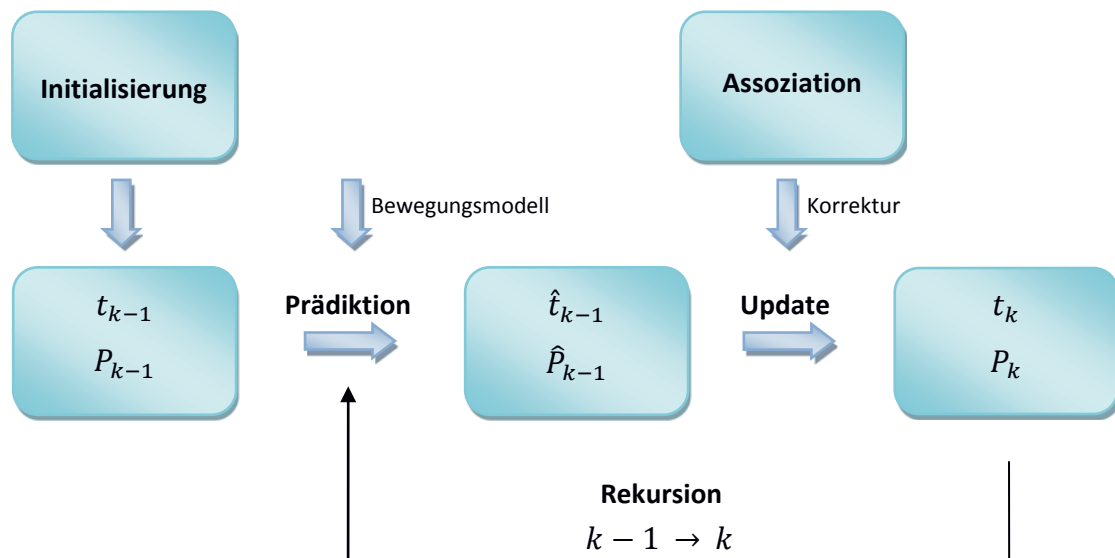 Initialisierung
Assoziation
Bewegungsmodell
Korrektur
t_{k−1}
P_{k−1}
Prädiktion
t̂_{k−1}
P̂_{k−1}
Update
t_k
P_k
Rekursion
k − 1 → k